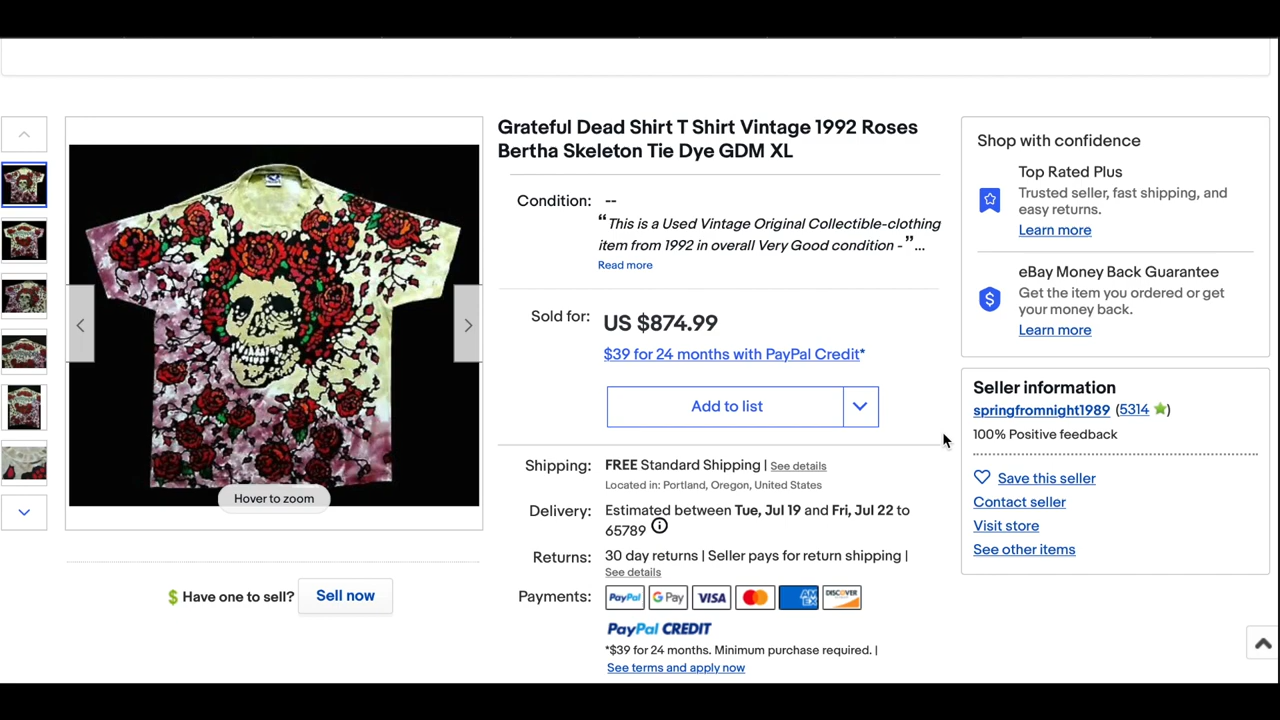 Grateful Dead Shirt T Shirt Vintage 1992 Roses
Bertha Skeleton Tie Dye GDM XL
Condition: --
“This is a Used Vintage Original Collectible-clothing
item from 1992 in overall Very Good condition - ”...
Read more
Sold for: US $874.99
$39 for 24 months with PayPal Credit*
Add to list
Hover to zoom
$ Have one to sell? Sell now
Shipping: FREE Standard Shipping | See details
Located in: Portland, Oregon, United States
Delivery: Estimated between Tue, Jul 19 and Fri, Jul 22 to
65789
Returns: 30 day returns | Seller pays for return shipping |
See details
Payments: PayPal G Pay VISA AM EX DISCOVER
PayPal CREDIT
*$39 for 24 months. Minimum purchase required. |
See terms and apply now
Shop with confidence
Top Rated Plus
Trusted seller, fast shipping, and
easy returns.
Learn more
eBay Money Back Guarantee
$ Get the item you ordered or get
your money back.
Learn more
Seller information
springfromnight1989 (5314)
100% Positive feedback
Save this seller
Contact seller
Visit store
See other items